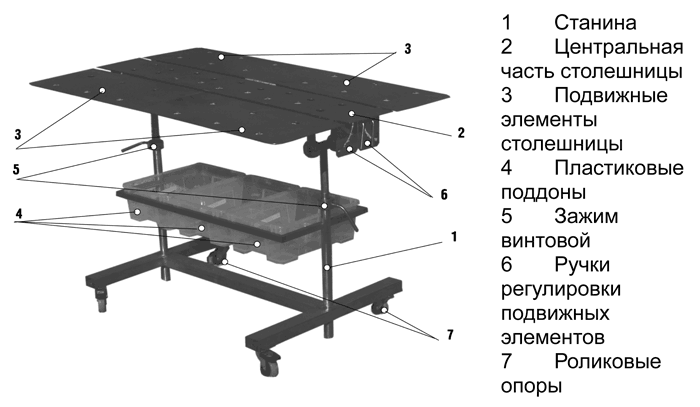 3
3
2
5
6
4
1
7
1 Станина
2 Центральная
часть столешницы
3 Подвижные
элементы
столешницы
4 Пластиковые
поддоны
5 Зажим
винтовой
6 Ручки
регулировки
подвижных
элементов
7 Роликовые
опоры